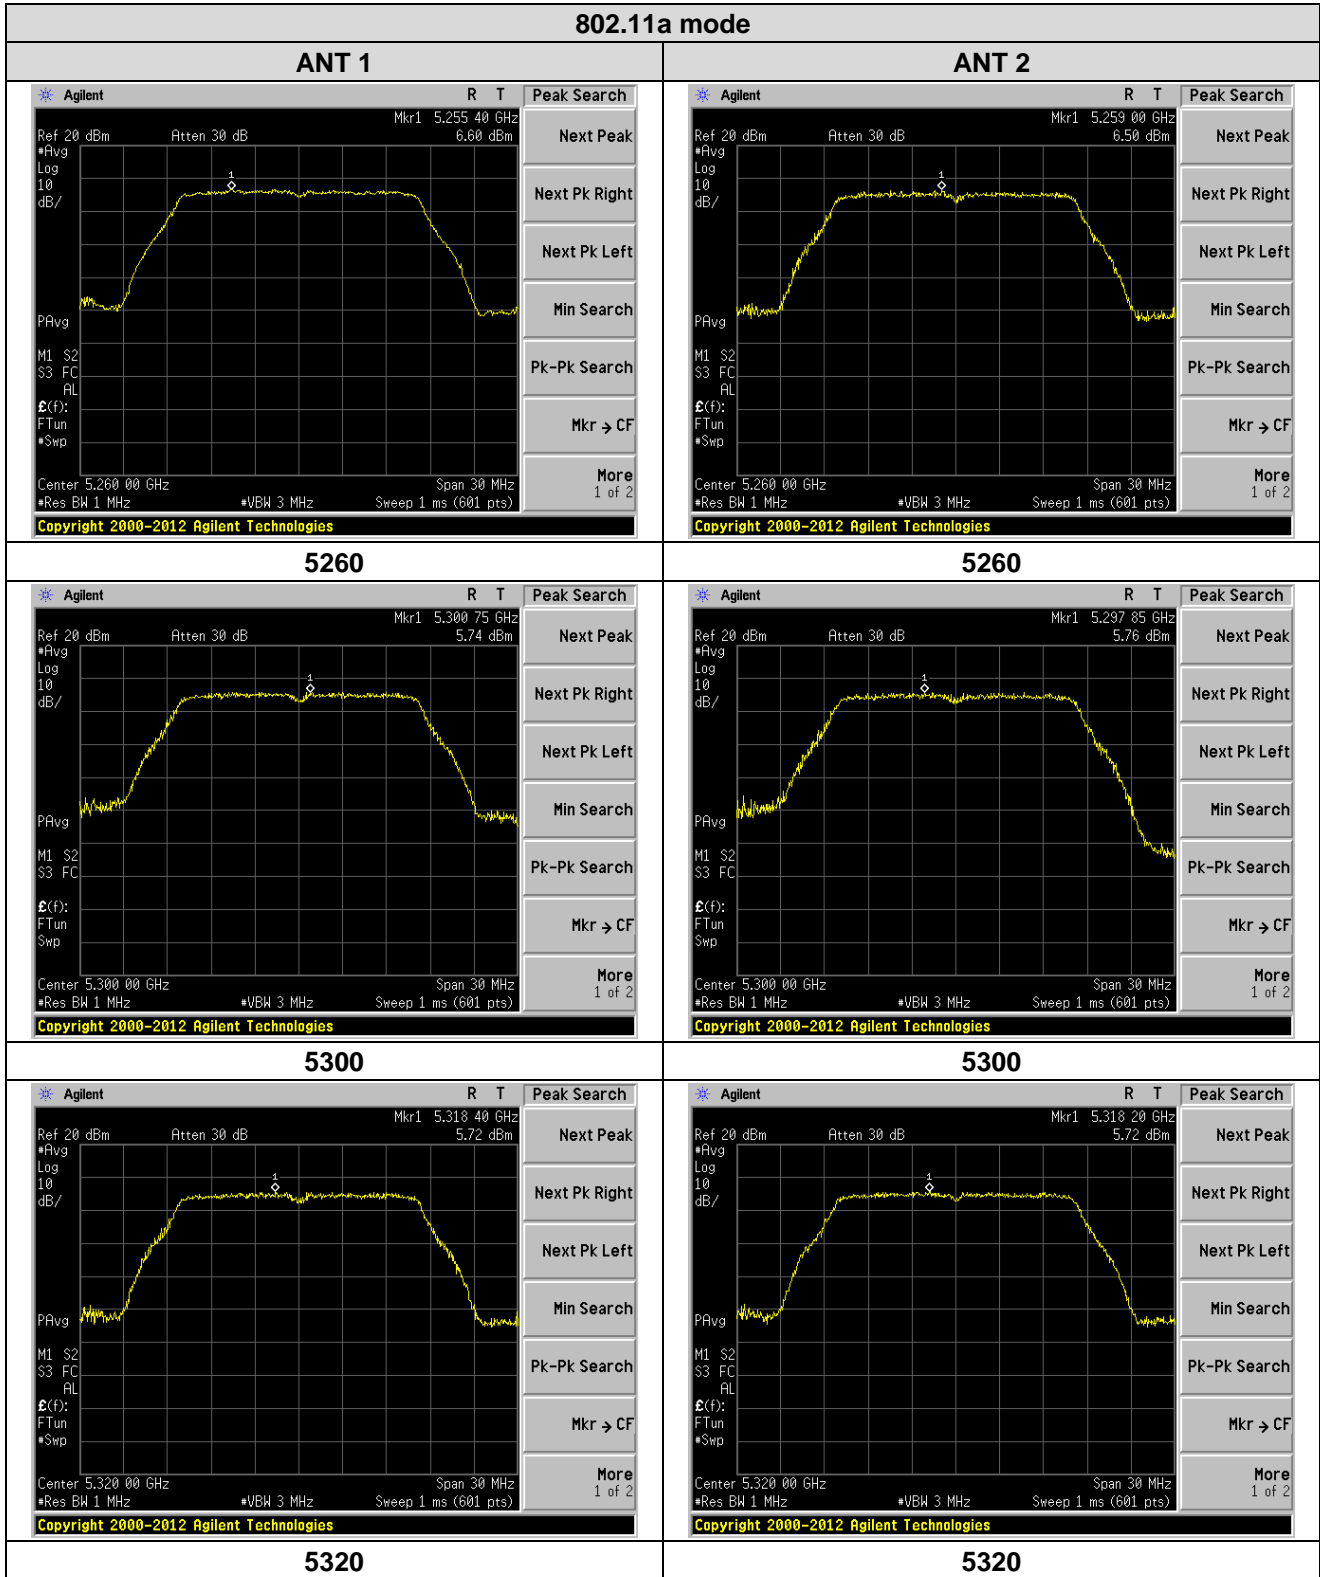 802.11a mode
ANT 1
ANT 2
Agilent R T Peak Search
Mkr1 5.255 40 GHz
Ref 20 dBm Atten 30 dB 6.60 dBm
#Avg
Log
10
dB/
1
PAvg
M1 S2
S3 FC
AL
£(f):
FTun
#Swp
Center 5.260 00 GHz Span 30 MHz
#Res BW 1 MHz #VBW 3 MHz Sweep 1 ms (601 pts)
Copyright 2000-2012 Agilent Technologies
Next Peak
Next Pk Right
Next Pk Left
Min Search
Pk-Pk Search
Mkr → CF
More
1 of 2
Agilent R T Peak Search
Mkr1 5.259 00 GHz
Ref 20 dBm Atten 30 dB 6.50 dBm
#Avg
Log
10
dB/
1
PAvg
M1 S2
S3 FC
AL
£(f):
FTun
#Swp
Center 5.260 00 GHz Span 30 MHz
#Res BW 1 MHz #VBW 3 MHz Sweep 1 ms (601 pts)
Copyright 2000-2012 Agilent Technologies
Next Peak
Next Pk Right
Next Pk Left
Min Search
Pk-Pk Search
Mkr → CF
More
1 of 2
5260
5260
Agilent R T Peak Search
Mkr1 5.300 75 GHz
Ref 20 dBm Atten 30 dB 5.74 dBm
#Avg
Log
10
dB/
1
PAvg
M1 S2
S3 FC
£(f):
FTun
Swp
Center 5.300 00 GHz Span 30 MHz
#Res BW 1 MHz #VBW 3 MHz Sweep 1 ms (601 pts)
Copyright 2000-2012 Agilent Technologies
Next Peak
Next Pk Right
Next Pk Left
Min Search
Pk-Pk Search
Mkr → CF
More
1 of 2
Agilent R T Peak Search
Mkr1 5.297 85 GHz
Ref 20 dBm Atten 30 dB 5.76 dBm
#Avg
Log
10
dB/
1
PAvg
M1 S2
S3 FC
£(f):
FTun
Swp
Center 5.300 00 GHz Span 30 MHz
#Res BW 1 MHz #VBW 3 MHz Sweep 1 ms (601 pts)
Copyright 2000-2012 Agilent Technologies
Next Peak
Next Pk Right
Next Pk Left
Min Search
Pk-Pk Search
Mkr → CF
More
1 of 2
5300
5300
Agilent R T Peak Search
Mkr1 5.318 40 GHz
Ref 20 dBm Atten 30 dB 5.72 dBm
#Avg
Log
10
dB/
1
PAvg
M1 S2
S3 FC
AL
£(f):
FTun
#Swp
Center 5.320 00 GHz Span 30 MHz
#Res BW 1 MHz #VBW 3 MHz Sweep 1 ms (601 pts)
Copyright 2000-2012 Agilent Technologies
Next Peak
Next Pk Right
Next Pk Left
Min Search
Pk-Pk Search
Mkr → CF
More
1 of 2
Agilent R T Peak Search
Mkr1 5.318 20 GHz
Ref 20 dBm Atten 30 dB 5.72 dBm
#Avg
Log
10
dB/
1
PAvg
M1 S2
S3 FC
AL
£(f):
FTun
#Swp
Center 5.320 00 GHz Span 30 MHz
#Res BW 1 MHz #VBW 3 MHz Sweep 1 ms (601 pts)
Copyright 2000-2012 Agilent Technologies
Next Peak
Next Pk Right
Next Pk Left
Min Search
Pk-Pk Search
Mkr → CF
More
1 of 2
5320
5320